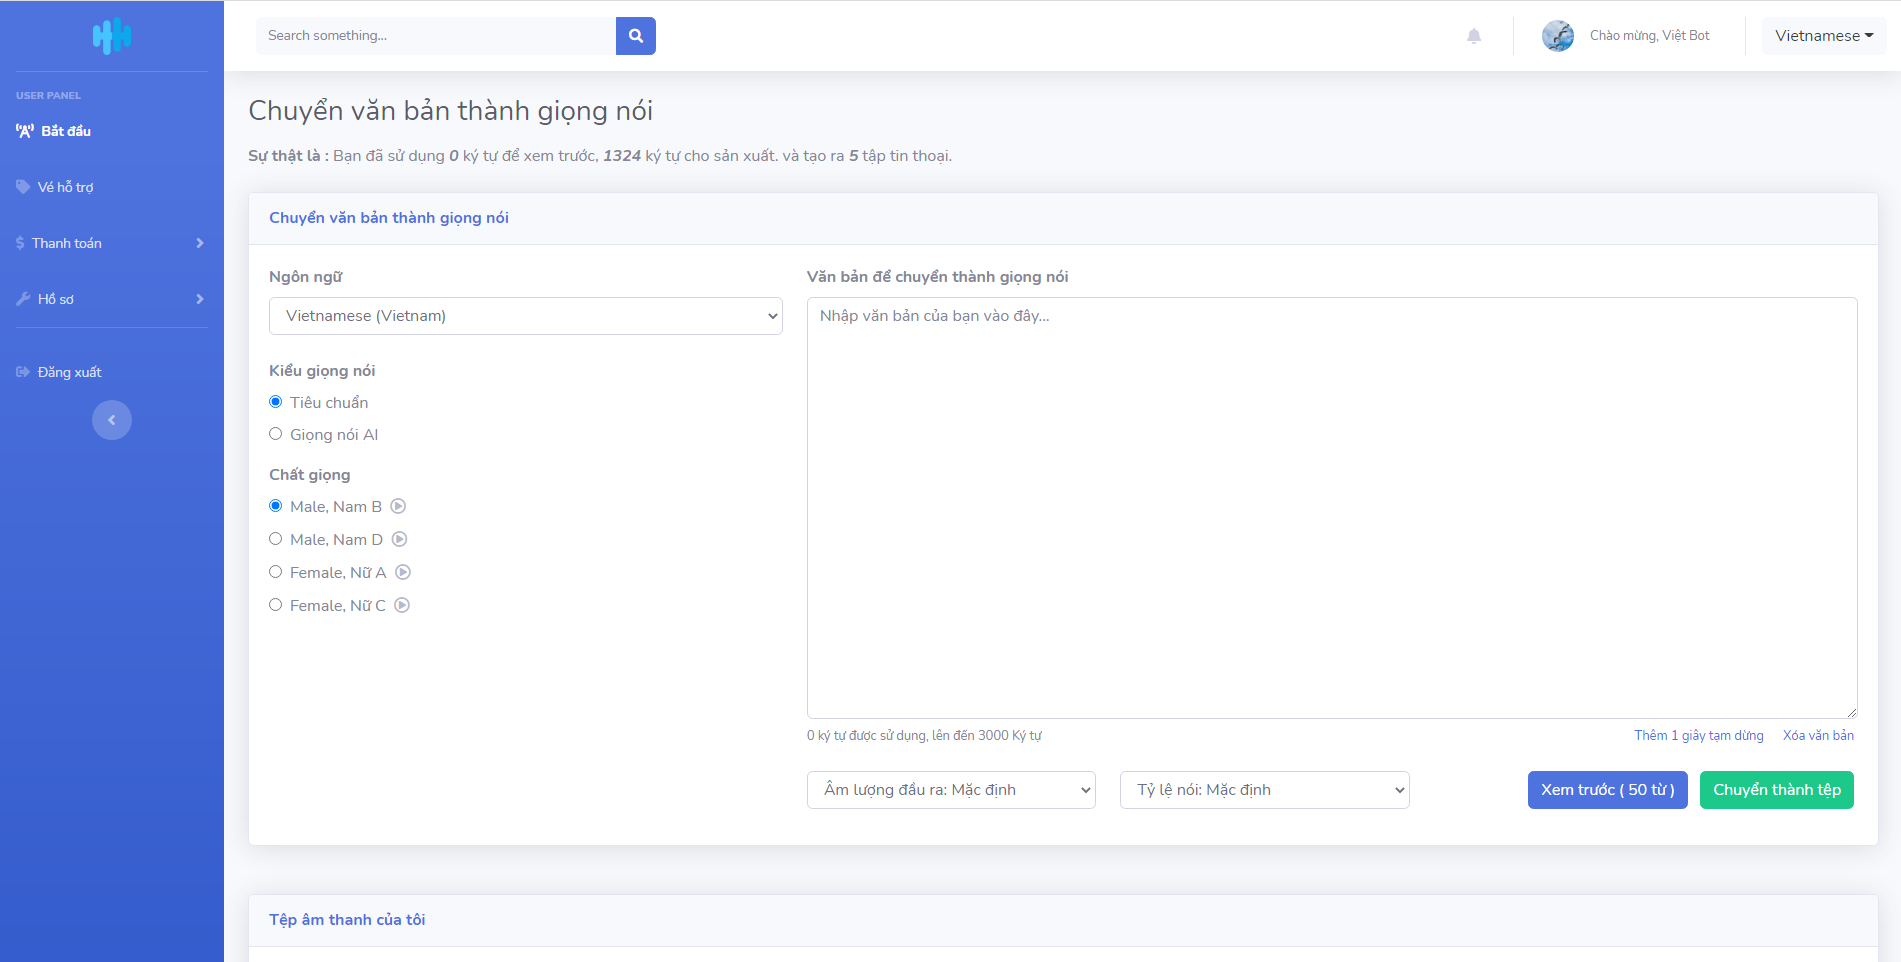 Search something...
Chào mừng, Việt Bot
Vietnamese
USER PANEL
Bắt đầu
Vé hỗ trợ
Thanh toán
Hồ sơ
Đăng xuất
Chuyển văn bản thành giọng nói
Sự thật là : Bạn đã sử dụng 0 ký tự để xem trước, 1324 ký tự cho sản xuất. và tạo ra 5 tập tin thoại.
Chuyển văn bản thành giọng nói
Ngôn ngữ
Vietnamese (Vietnam)
Kiểu giọng nói
Tiêu chuẩn
Giọng nói AI
Chất giọng
Male, Nam B
Male, Nam D
Female, Nữ A
Female, Nữ C
Văn bản để chuyển thành giọng nói
Nhập văn bản của bạn vào đây...
0 ký tự được sử dụng, lên đến 3000 Ký tự
Thêm 1 giây tạm dừng
Xóa văn bản
Âm lượng đầu ra: Mặc định
Tỷ lệ nói: Mặc định
Xem trước ( 50 từ )
Chuyển thành tệp
Tệp âm thanh của tôi